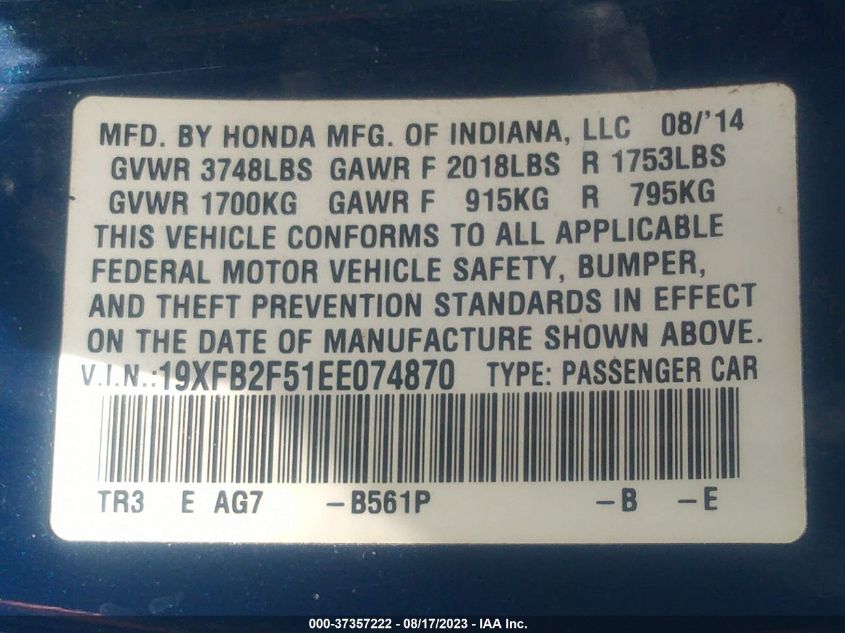 MFD. BY HONDA MFG. OF INDIANA, LLC 08/'14
GVWR 3748LBS GAWR F 2018LBS R 1753LBS
GVWR 1700KG GAWR F 915KG R 795KG
THIS VEHICLE CONFORMS TO ALL APPLICABLE
FEDERAL MOTOR VEHICLE SAFETY, BUMPER,
AND THEFT PREVENTION STANDARDS IN EFFECT
ON THE DATE OF MANUFACTURE SHOWN ABOVE.
V.I.N.:19XFB2F51EE074870 TYPE: PASSENGER CAR
TR3 E AG7 -B561P -B -E
000-37357222 - 08/17/2023 - IAA Inc.